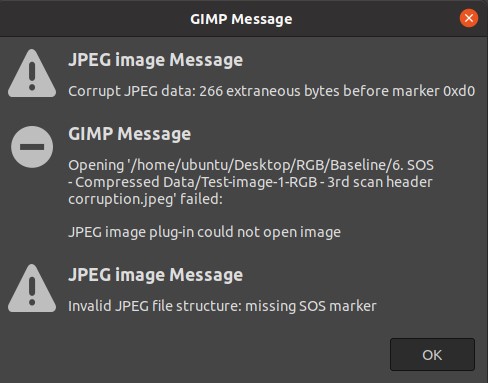 GIMP Message
JPEG image Message
Corrupt JPEG data: 266 extraneous bytes before marker 0xd0
GIMP Message
Opening '/home/ubuntu/Desktop/RGB/Baseline/6. SOS
- Compressed Data/Test-image-1-RGB - 3rd scan header
corruption.jpeg' failed:
JPEG image plug-in could not open image
JPEG image Message
Invalid JPEG file structure: missing SOS marker
OK